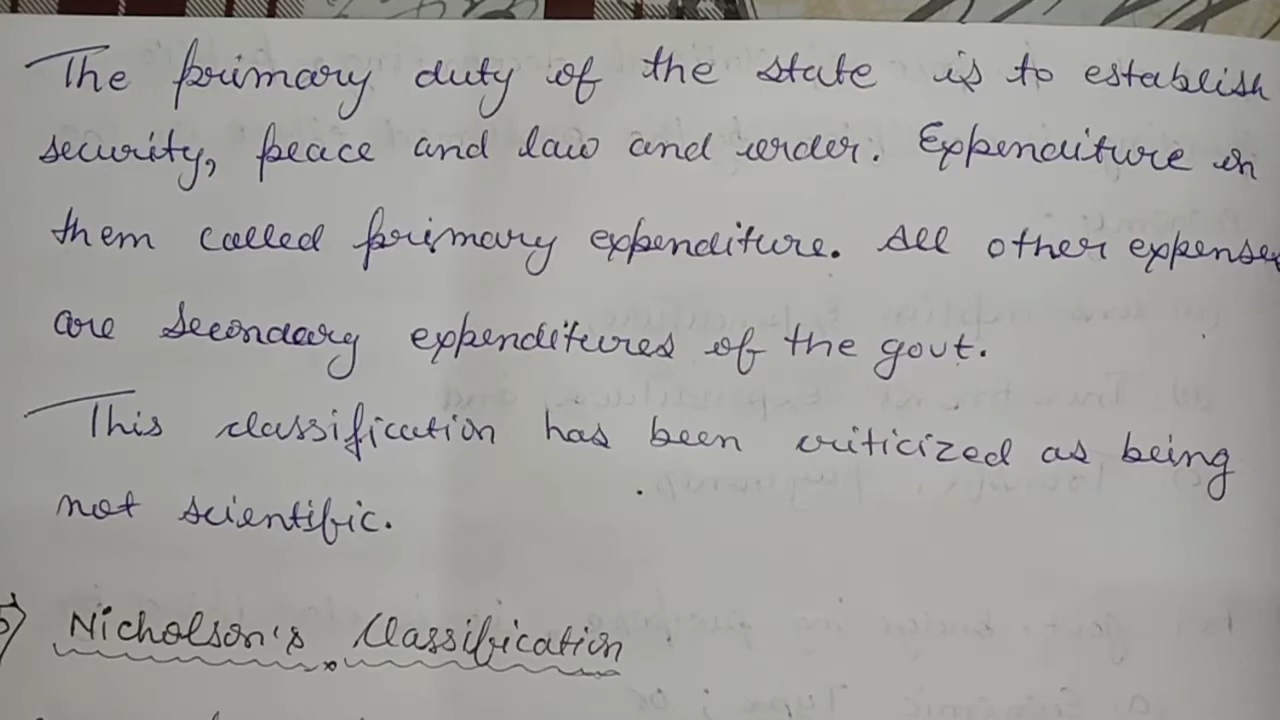 The primary duty of the state is to establish
security, peace and law and order. Expenditure on
them called primary expenditure. All other expenses
are secondary expenditures of the govt.
This classification has been criticized as being
not scientific.
Nicholson's Classification